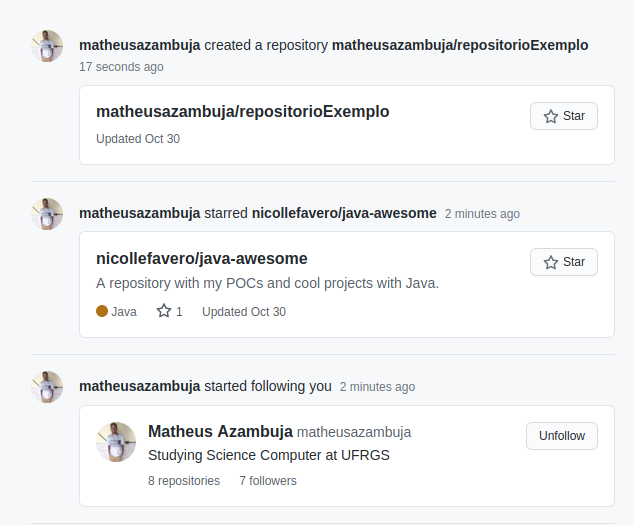 matheusazambuja created a repository matheusazambuja/repositorioExemplo
17 seconds ago
matheusazambuja/repositorioExemplo
Star
Updated Oct 30
matheusazambuja starred nicollefavero/java-awesome 2 minutes ago
nicollefavero/java-awesome
Star
A repository with my POCs and cool projects with Java.
Java 1 Updated Oct 30
matheusazambuja started following you 2 minutes ago
Matheus Azambuja matheusazambuja
Unfollow
Studying Science Computer at UFRGS
8 repositories 7 followers